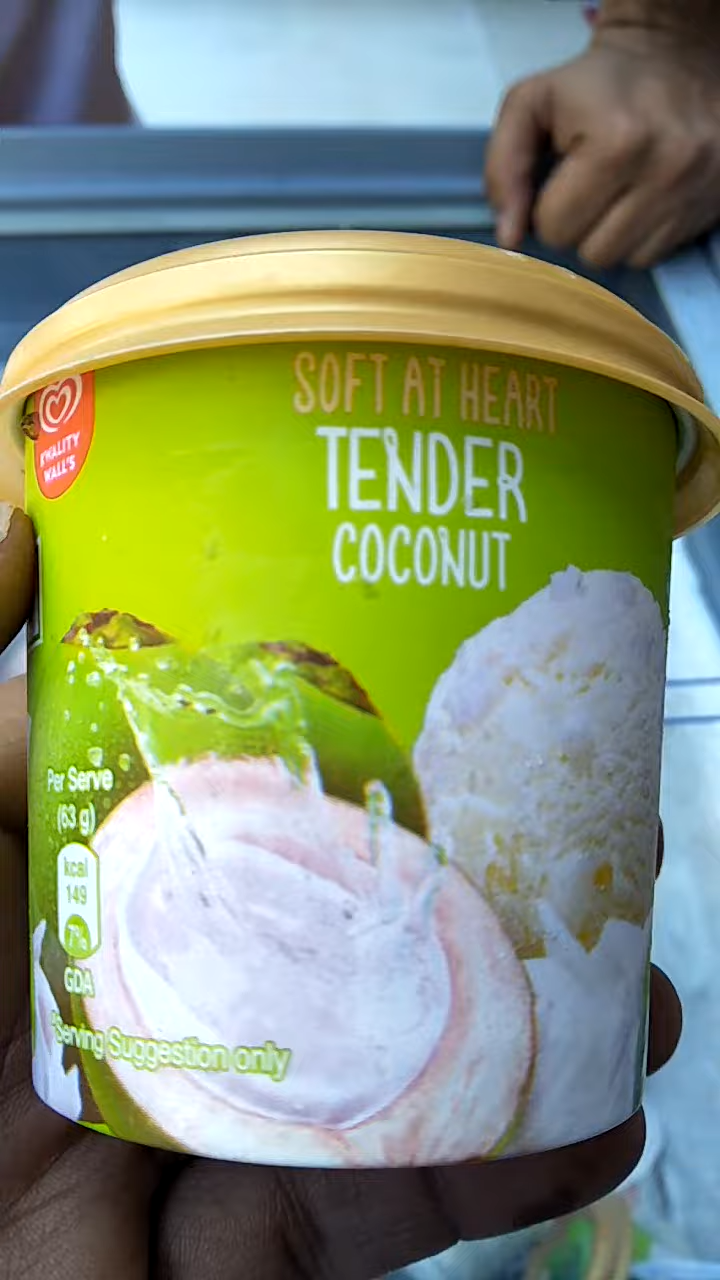 SOFT AT HEART
KWALITY
WALL'S
TENDER
COCONUT
Per Serve
(63 g)
kcal
149
7%
GDA
*Serving Suggestion only